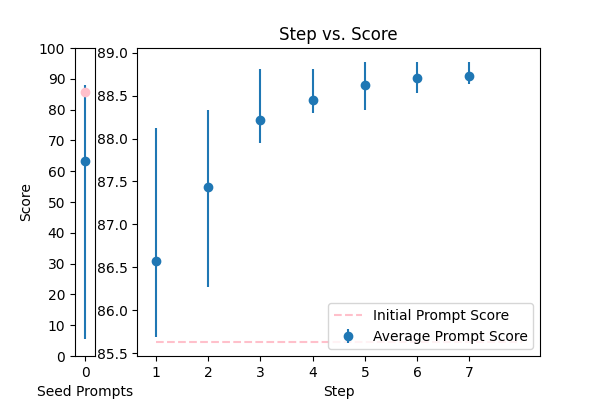 Step vs. Score
Score
100
90
80
70
60
50
40
30
20
10
0
0
Seed Prompts
89.0
88.5
88.0
87.5
87.0
86.5
86.0
85.5
1 2 3 4 5 6 7
Step
Initial Prompt Score
Average Prompt Score